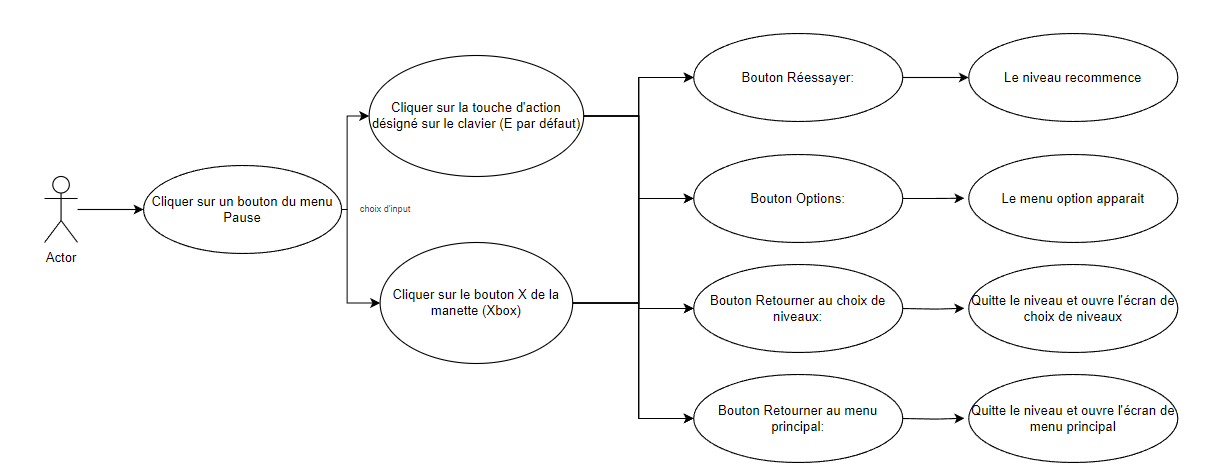 Actor
Cliquer sur un bouton du menu
Pause
choix d'input
Cliquer sur la touche d'action
désigné sur le clavier (E par défaut)
Cliquer sur le bouton X de la
manette (Xbox)
Bouton Réessayer:
Le niveau recommence
Bouton Options:
Le menu option apparait
Bouton Retourner au choix de
niveaux:
Quitte le niveau et ouvre l'écran de
choix de niveaux
Bouton Retourner au menu
principal:
Quitte le niveau et ouvre l'écran de
menu principal